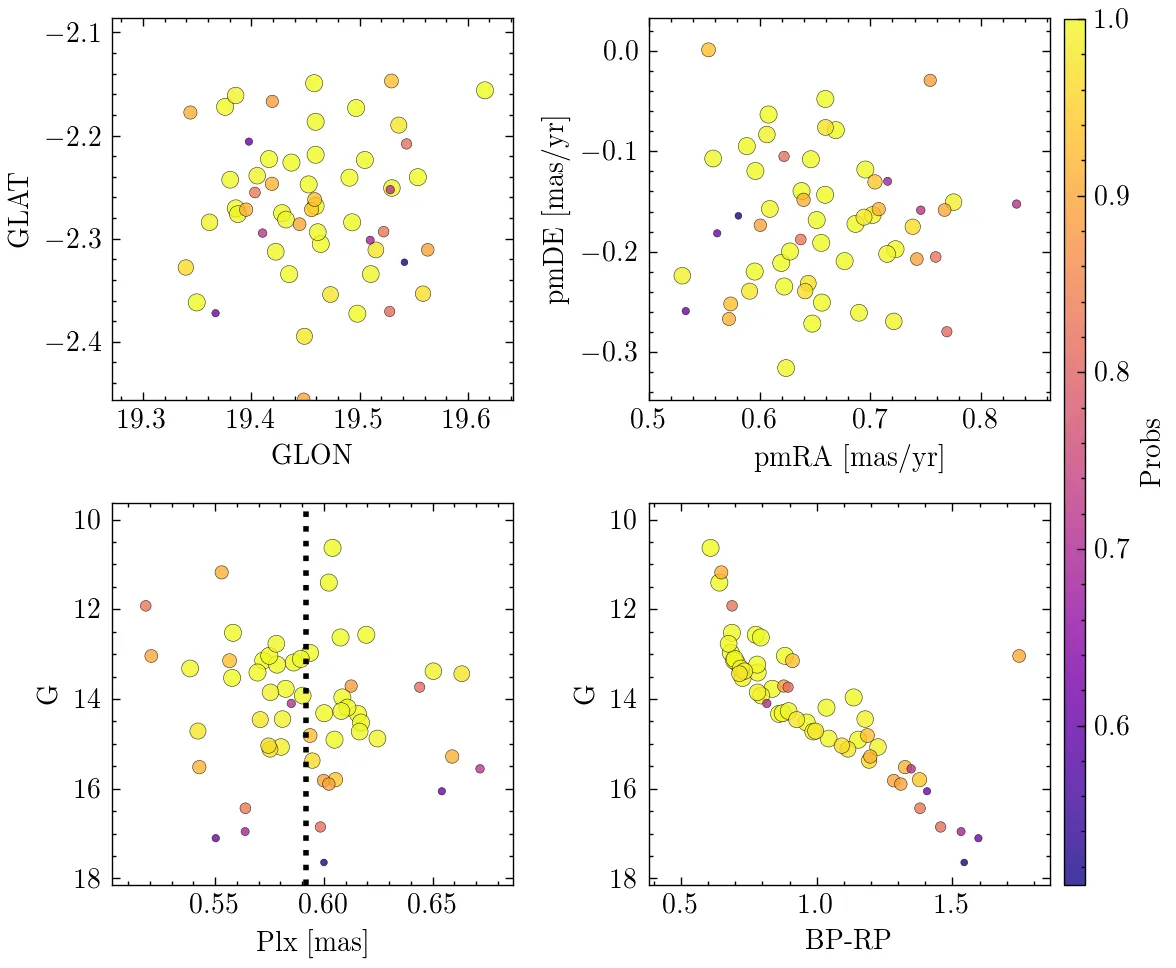 −2.1
−2.2
−2.3
−2.4
GLAT
19.3 19.4 19.5 19.6
GLON
0.0
−0.1
−0.2
−0.3
pmDE [mas/yr]
0.5 0.6 0.7 0.8
pmRA [mas/yr]
10
12
14
16
18
G
0.55 0.60 0.65
Plx [mas]
10
12
14
16
18
G
0.5 1.0 1.5
BP-RP
1.0
0.9
0.8
0.7
0.6
Probs